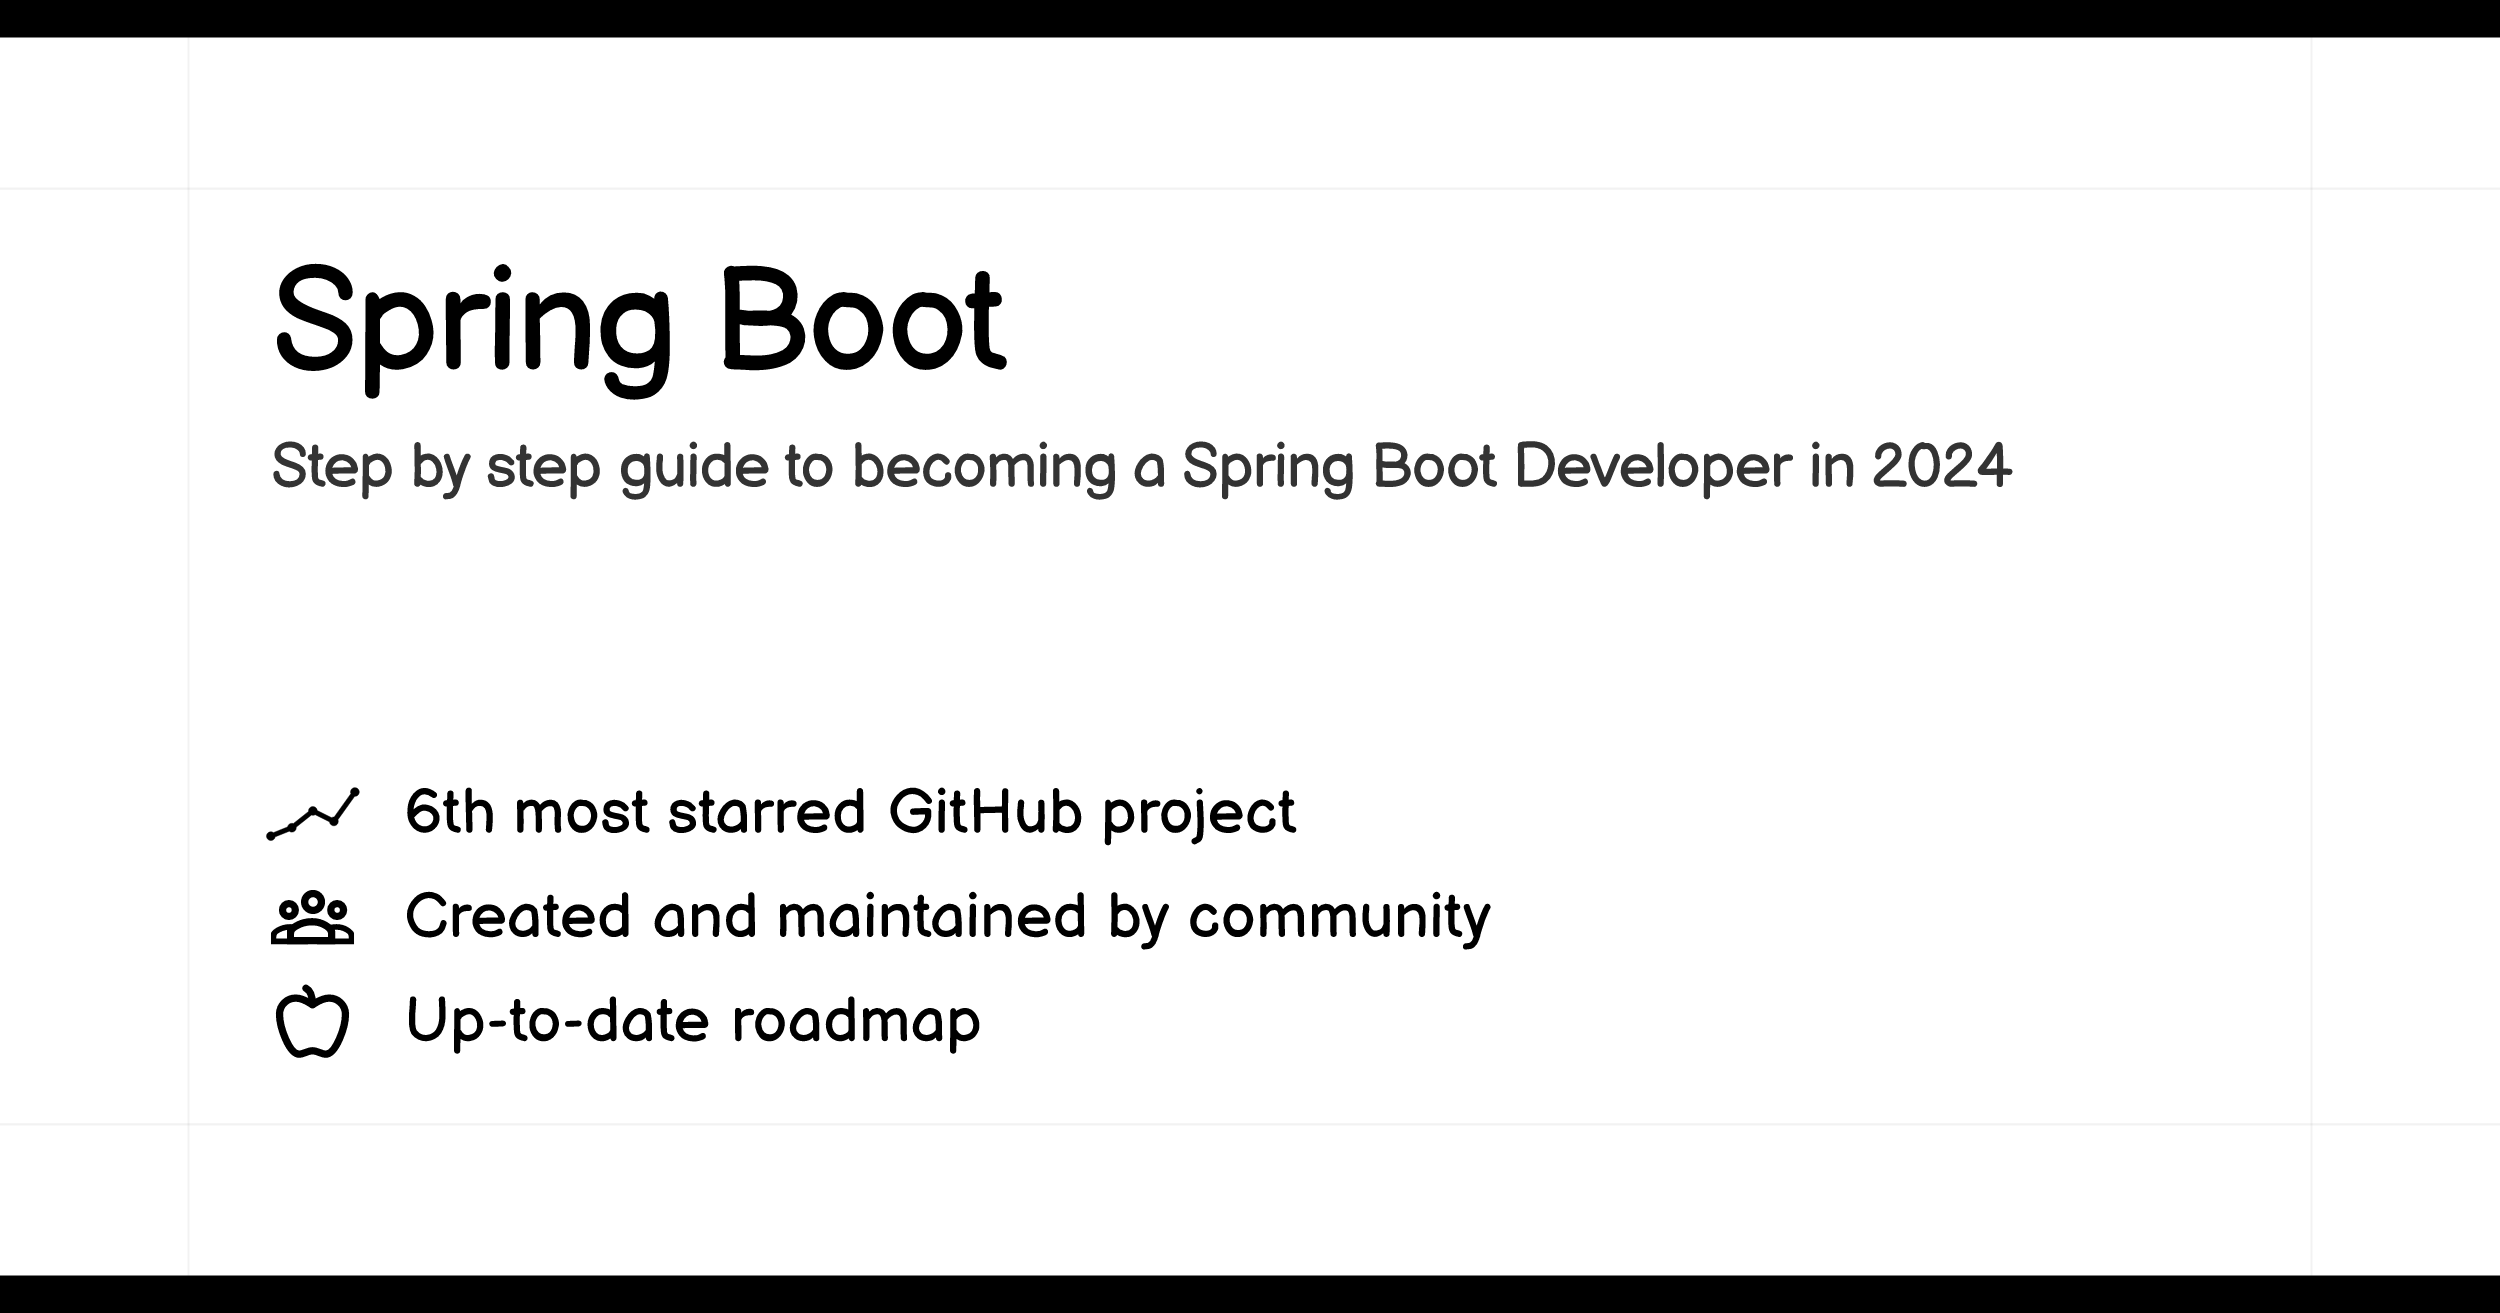 Spring Boot
Step by step guide to becoming a Spring Boot Developer in 2024
6th most starred GitHub project
Created and maintained by community
Up-to-date roadmap